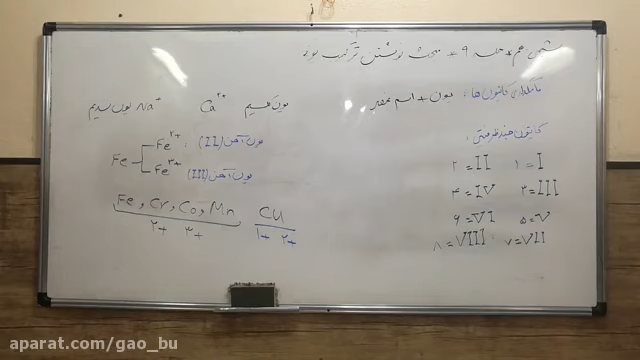 شیمی دهم * جلسه ۹ * مبحث نوشتن ترکیب یونی
نامگذاری کاتیون ها: یون + اسم عنصر
یون کلسیم Ca²⁺ یون سدیم Na⁺
کاتیون چند ظرفیتی:
Fe Fe²⁺ : یون آهن (II)
Fe³⁺ یون آهن (III)
۱ = I ۲ = II
۳ = III ۴ = IV
۵ = V ۶ = VI
۷ = VII ۸ = VIII
Fe, Cr, Co, Mn Cu
۲+ ۳+ ۱+ ۲+
aparat.com/gao_bu